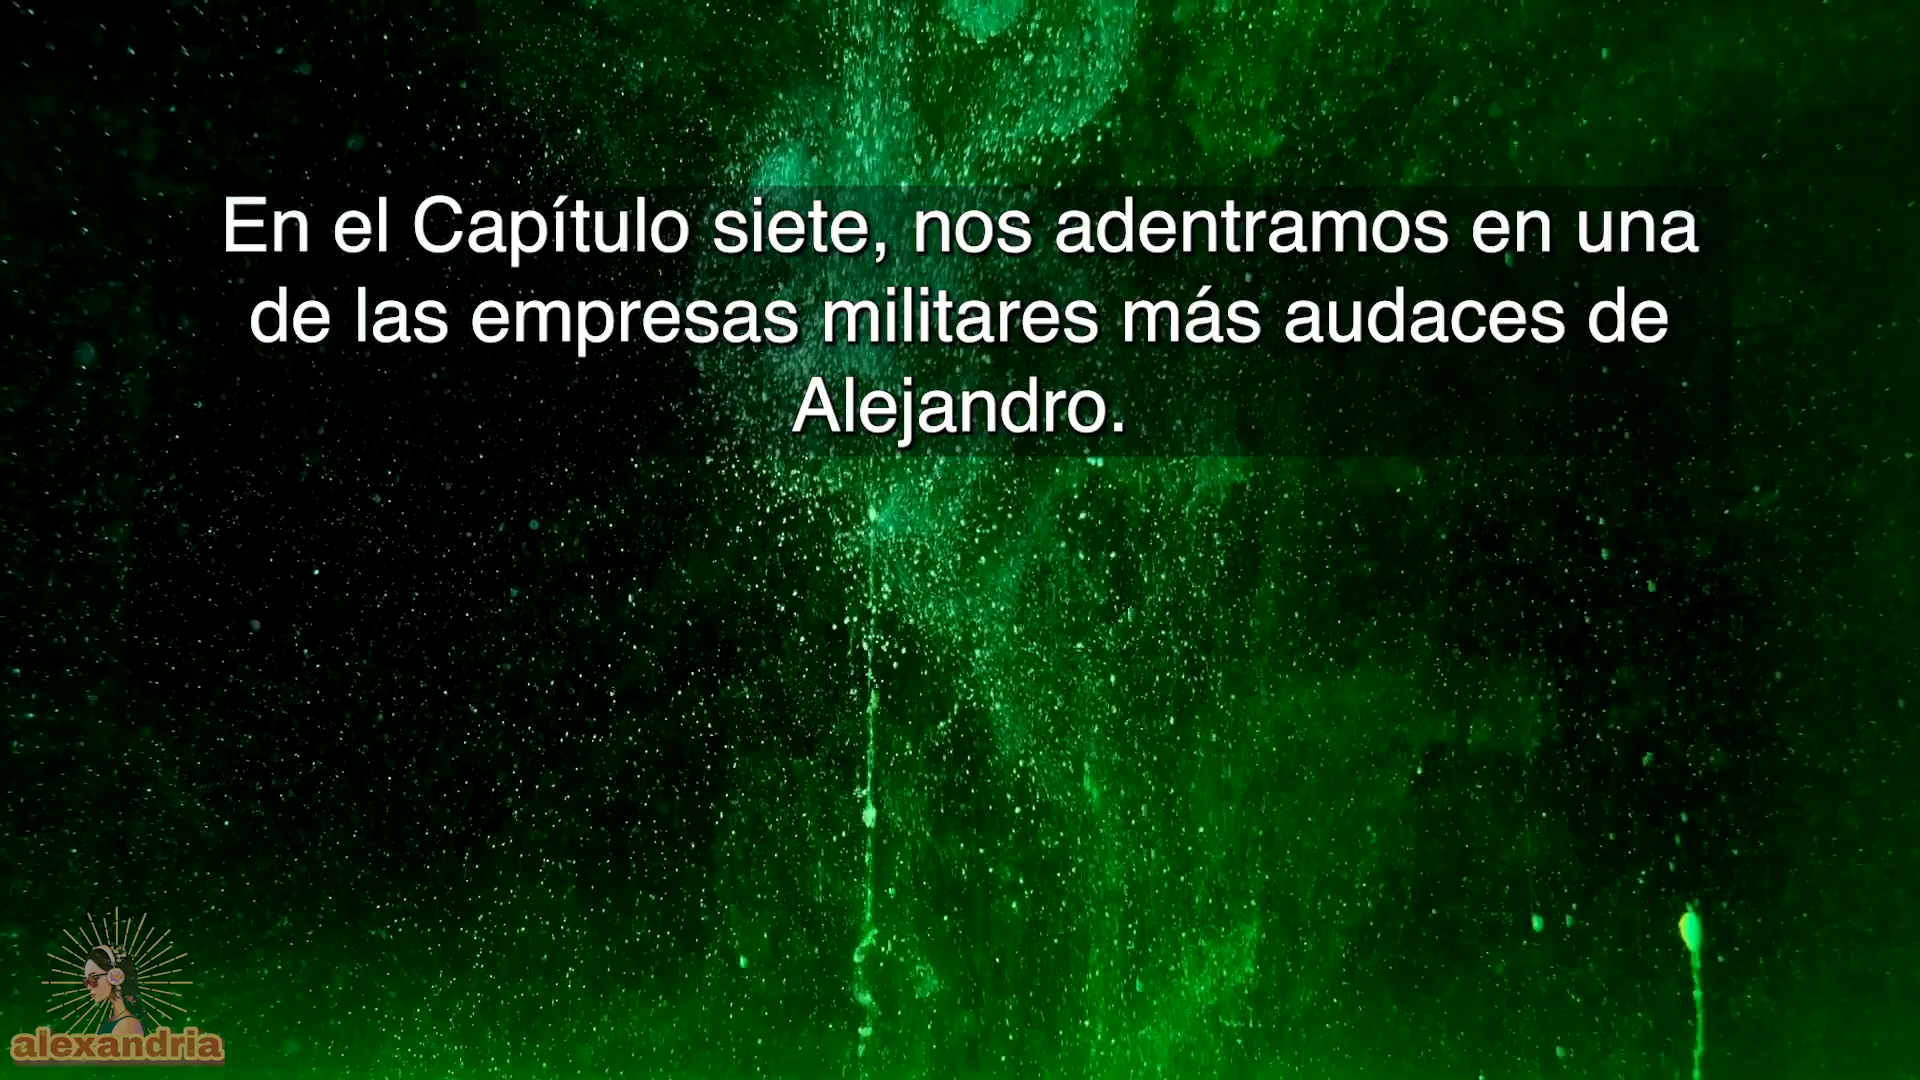 En el Capítulo siete, nos adentramos en una
de las empresas militares más audaces de
Alejandro.
alexandria